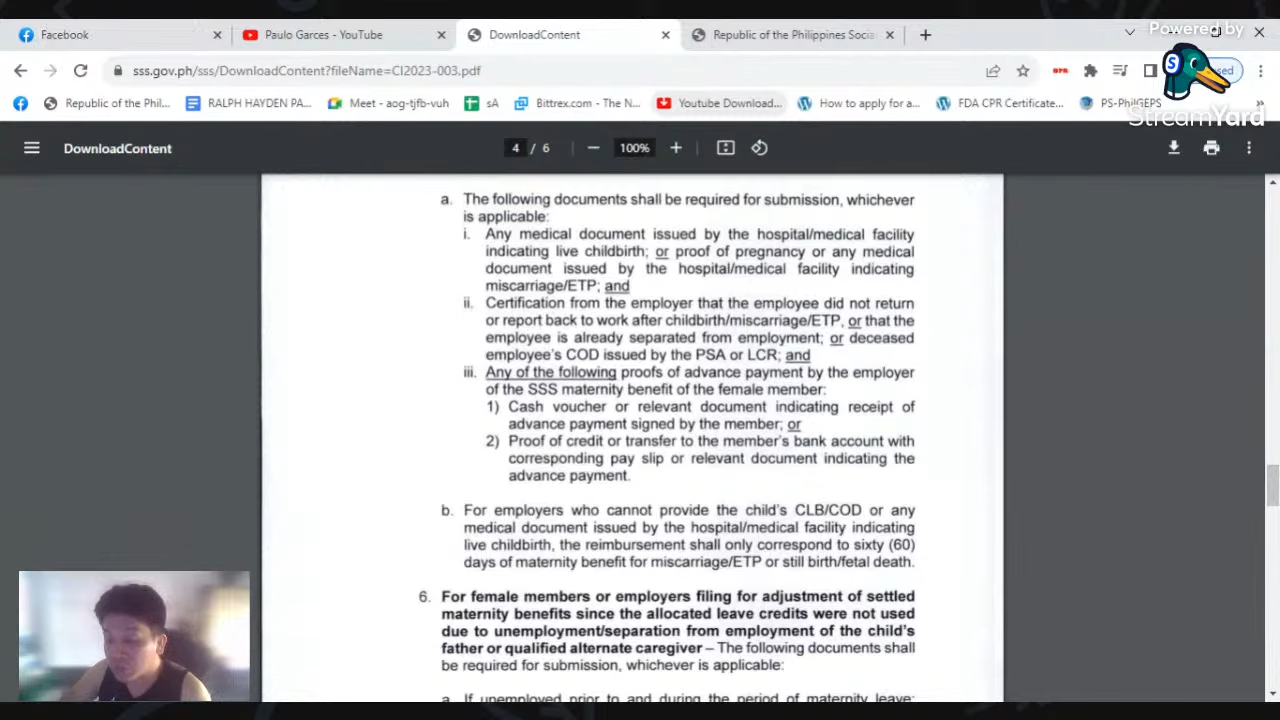 Powered by
Facebook
Paulo Garces - YouTube
DownloadContent
Republic of the Philippines Socia
sss.gov.ph/sss/DownloadContent?fileName=CI2023-003.pdf
Republic of the Phil...
RALPH HAYDEN PA...
Meet - aog-tjfb-vuh
sA
Bittrex.com - The N...
Youtube Download...
How to apply for a...
FDA CPR Certificate...
PS-PhilGEPS
StreamYard
DownloadContent
4 / 6
100%
a. The following documents shall be required for submission, whichever
is applicable:
i. Any medical document issued by the hospital/medical facility
indicating live childbirth; or proof of pregnancy or any medical
document issued by the hospital/medical facility indicating
miscarriage/ETP; and
ii. Certification from the employer that the employee did not return
or report back to work after childbirth/miscarriage/ETP, or that the
employee is already separated from employment; or deceased
employee's COD issued by the PSA or LCR; and
iii. Any of the following proofs of advance payment by the employer
of the SSS maternity benefit of the female member:
1) Cash voucher or relevant document indicating receipt of
advance payment signed by the member; or
2) Proof of credit or transfer to the member's bank account with
corresponding pay slip or relevant document indicating the
advance payment.
b. For employers who cannot provide the child's CLB/COD or any
medical document issued by the hospital/medical facility indicating
live childbirth, the reimbursement shall only correspond to sixty (60)
days of maternity benefit for miscarriage/ETP or still birth/fetal death.
6. For female members or employers filing for adjustment of settled
maternity benefits since the allocated leave credits were not used
due to unemployment/separation from employment of the child's
father or qualified alternate caregiver – The following documents shall
be required for submission, whichever is applicable:
a. If unemployed prior to and during the period of maternity leave: